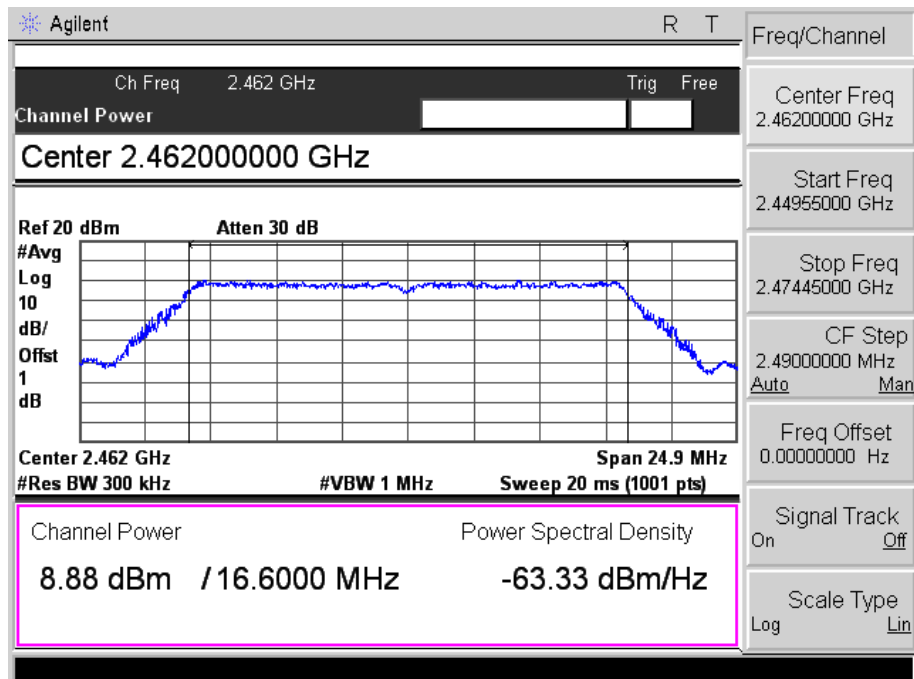 Agilent R T
Ch Freq 2.462 GHz Trig Free
Channel Power
Center 2.462000000 GHz
Ref 20 dBm Atten 30 dB
#Avg
Log
10
dB/
Offst
1
dB
Center 2.462 GHz Span 24.9 MHz
#Res BW 300 kHz #VBW 1 MHz Sweep 20 ms (1001 pts)
Channel Power Power Spectral Density
8.88 dBm / 16.6000 MHz -63.33 dBm/Hz
Freq/Channel
Center Freq
2.46200000 GHz
Start Freq
2.44955000 GHz
Stop Freq
2.47445000 GHz
CF Step
2.49000000 MHz
Auto Man
Freq Offset
0.00000000 Hz
Signal Track
On Off
Scale Type
Log Lin